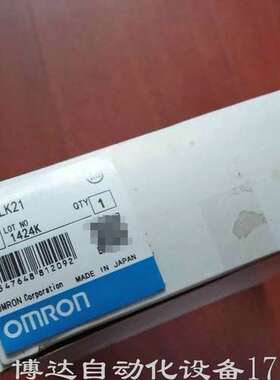 LK21
LOT NO
QTY
1424K
1
547648812092
MADE IN JAPAN
OMRON Corporation
OMRON
博达自动化设备17